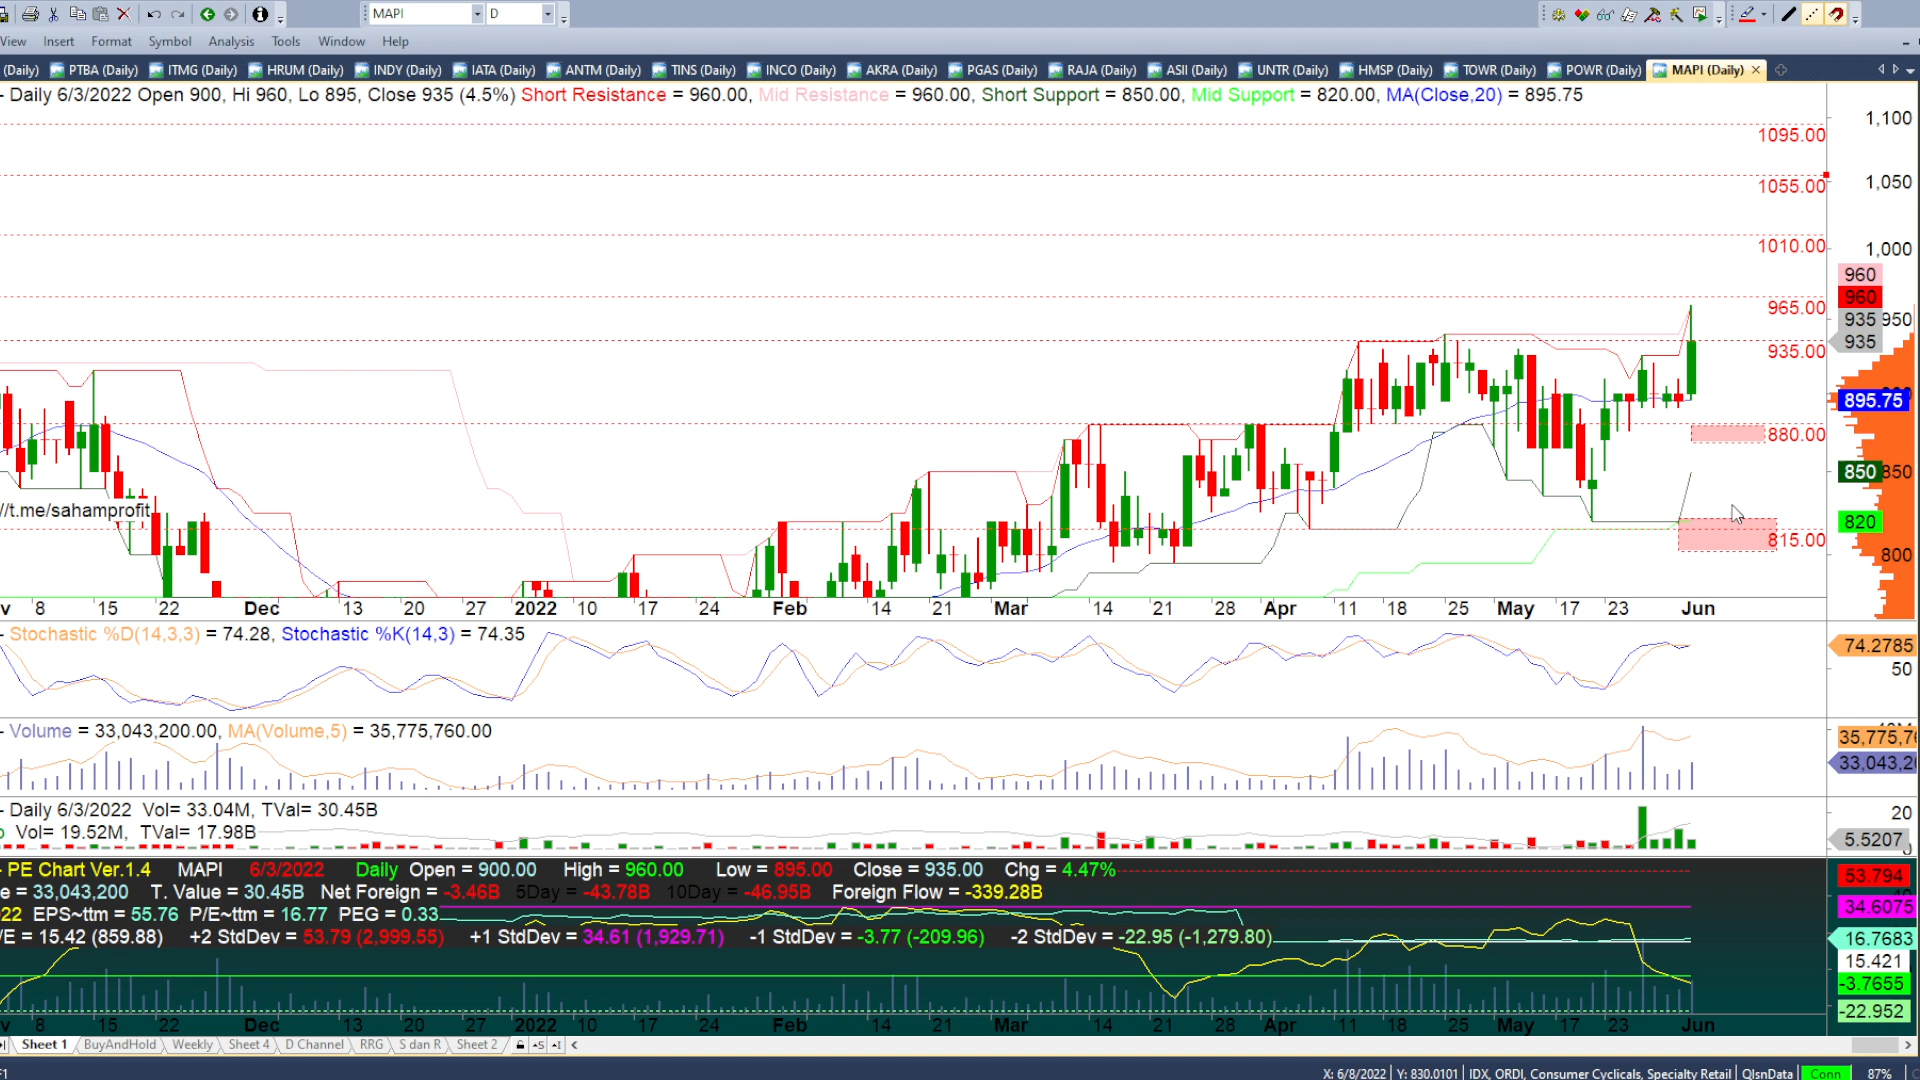 MAPI D
View Insert Format Symbol Analysis Tools Window Help
(Daily) PTBA (Daily) ITMG (Daily) HRUM (Daily) INDY (Daily) IATA (Daily) ANTM (Daily) TINS (Daily) INCO (Daily) AKRA (Daily) PGAS (Daily) RAJA (Daily) ASII (Daily) UNTR (Daily) HMSP (Daily) TOWR (Daily) POWR (Daily) MAPI (Daily)
- Daily 6/3/2022 Open 900, Hi 960, Lo 895, Close 935 (4.5%) Short Resistance = 960.00, Mid Resistance = 960.00, Short Support = 850.00, Mid Support = 820.00, MA(Close,20) = 895.75
1,100
1095.00
1,050
1055.00
1010.00
1,000
960
960
965.00
935 950
935
935.00
895.75
880.00
850 850
//t.me/sahamprofit
820
815.00
800
v 8 15 22 Dec 13 20 27 2022 10 17 24 Feb 14 21 Mar 14 21 28 Apr 11 18 25 May 17 23 Jun
- Stochastic %D(14,3,3) = 74.28, Stochastic %K(14,3) = 74.35
74.2785
50
- Volume = 33,043,200.00, MA(Volume,5) = 35,775,760.00
35,775,76
33,043,20
- Daily 6/3/2022 Vol= 33.04M, TVal= 30.45B
20
Vol= 19.52M, TVal= 17.98B
5.5207
- PE Chart Ver.1.4 MAPI 6/3/2022 Daily Open = 900.00 High = 960.00 Low = 895.00 Close = 935.00 Chg = 4.47%
53.794
e = 33,043,200 T. Value = 30.45B Net Foreign = -3.46B 5Day = -43.78B 10Day = -46.95B Foreign Flow = -339.28B
34.6075
22 EPS~ttm = 55.76 P/E~ttm = 16.77 PEG = 0.33
/E = 15.42 (859.88) +2 StdDev = 53.79 (2,999.55) +1 StdDev = 34.61 (1,929.71) -1 StdDev = -3.77 (-209.96) -2 StdDev = -22.95 (-1,279.80)
16.7683
15.421
-3.7655
-22.952
v 8 15 22 Dec 13 20 27 2022 10 17 24 Feb 14 21 Mar 14 21 28 Apr 11 18 25 May 17 23 Jun
Sheet 1 BuyAndHold Weekly Sheet 4 D Channel RRG S dan R Sheet 2
F1 X: 6/8/2022 Y: 830.0101 IDX, ORDI, Consumer Cyclicals, Specialty Retail QlsnData Conn 87%